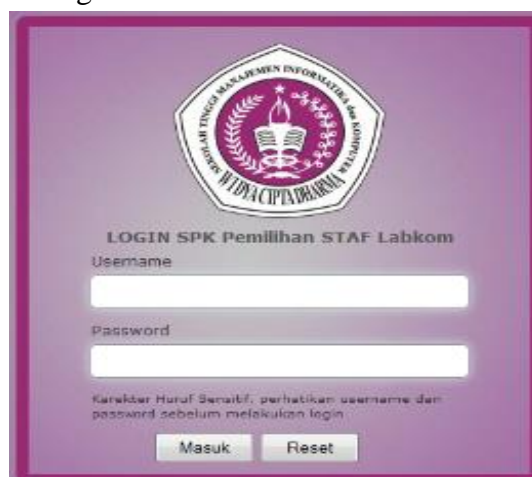 SEKOLAH TINGGI MANAJEMEN INFORMATIKA dan KOMPUTER
WIDYA CIPTA DHARMA
LOGIN SPK Pemilihan STAF Labkom
Username
Password
Karakter Huruf Sensitif, perhatikan username dan
password sebelum melakukan login
Masuk Reset